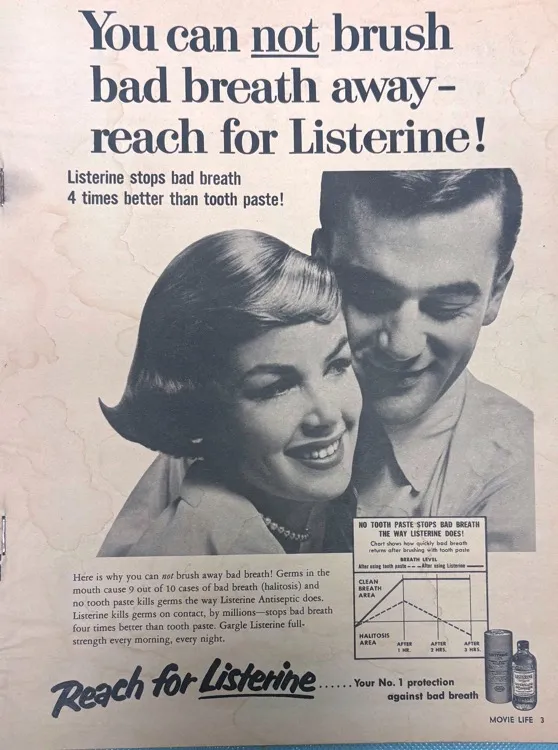 You can not brush
bad breath away–
reach for Listerine!
Listerine stops bad breath
4 times better than tooth paste!
NO TOOTH PASTE STOPS BAD BREATH
THE WAY LISTERINE DOES!
Chart shows how quickly bad breath
returns after brushing with tooth paste
BREATH LEVEL
After using tooth paste --- After using Listerine —
CLEAN
BREATH
AREA
HALITOSIS
AREA
AFTER
1 HR.
AFTER
2 HRS.
AFTER
3 HRS.
Here is why you can not brush away bad breath! Germs in the
mouth cause 9 out of 10 cases of bad breath (halitosis) and
no tooth paste kills germs the way Listerine Antiseptic does.
Listerine kills germs on contact, by millions—stops bad breath
four times better than tooth paste. Gargle Listerine full-
strength every morning, every night.
Reach for Listerine......Your No. 1 protection
against bad breath
MOVIE LIFE 3